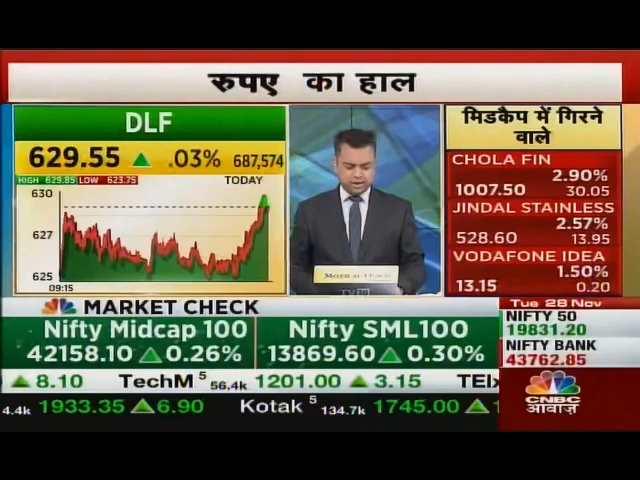 रुपए का हाल
DLF
629.55 ▲ .03% 687,574
HIGH 629.85 LOW 623.75 TODAY
630
627
625
09:15
मिडकैप में गिरने
वाले
CHOLA FIN
2.90%
1007.50 30.05
JINDAL STAINLESS
2.57%
528.60 13.95
VODAFONE IDEA
1.50%
13.15 0.20
MARKET CHECK
Nifty Midcap 100
42158.10 ▲ 0.26%
Nifty SML100
13869.60 ▲ 0.30%
Tue 28 Nov
NIFTY 50
19831.20
NIFTY BANK
43762.85
▲ 8.10 TechM 5 56.4k 1201.00 ▲ 3.15 TElx
4.4k 1933.35 ▲ 6.90 Kotak 5 134.7k 1745.00 ▲ 1
CNBC
आवाज़